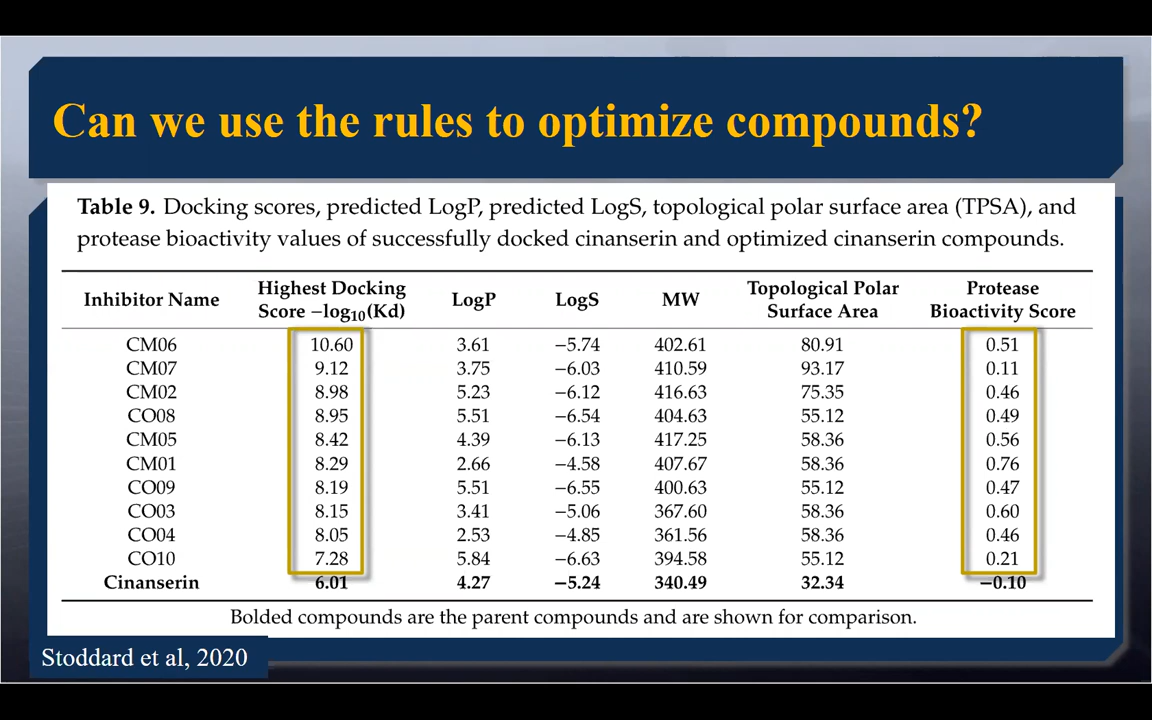 Can we use the rules to optimize compounds?
Table 9. Docking scores, predicted LogP, predicted LogS, topological polar surface area (TPSA), and
protease bioactivity values of successfully docked cinanserin and optimized cinanserin compounds.
Inhibitor Name Highest Docking Score −log10(Kd) LogP LogS MW Topological Polar Surface Area Protease Bioactivity Score
CM06 10.60 3.61 −5.74 402.61 80.91 0.51
CM07 9.12 3.75 −6.03 410.59 93.17 0.11
CM02 8.98 5.23 −6.12 416.63 75.35 0.46
CO08 8.95 5.51 −6.54 404.63 55.12 0.49
CM05 8.42 4.39 −6.13 417.25 58.36 0.56
CM01 8.29 2.66 −4.58 407.67 58.36 0.76
CO09 8.19 5.51 −6.55 400.63 55.12 0.47
CO03 8.15 3.41 −5.06 367.60 58.36 0.60
CO04 8.05 2.53 −4.85 361.56 58.36 0.46
CO10 7.28 5.84 −6.63 394.58 55.12 0.21
Cinanserin 6.01 4.27 −5.24 340.49 32.34 −0.10
Bolded compounds are the parent compounds and are shown for comparison.
Stoddard et al, 2020